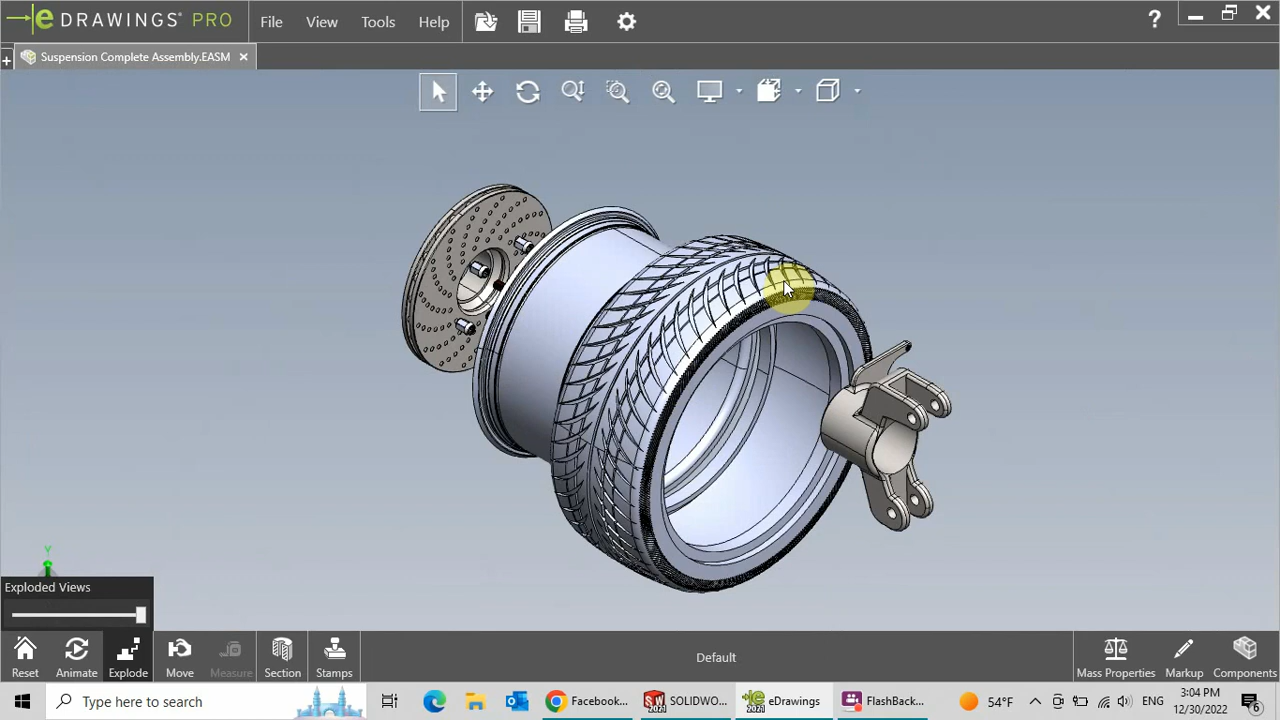 eDRAWINGS® PRO
File View Tools Help
?
+ Suspension Complete Assembly.EASM
Y
Exploded Views
Reset Animate Explode Move Measure Section Stamps
Default
Mass Properties Markup Components
Type here to search
Facebook...
SOLIDWO...
eDrawings
FlashBack...
54°F
ENG
3:04 PM
12/30/2022
6